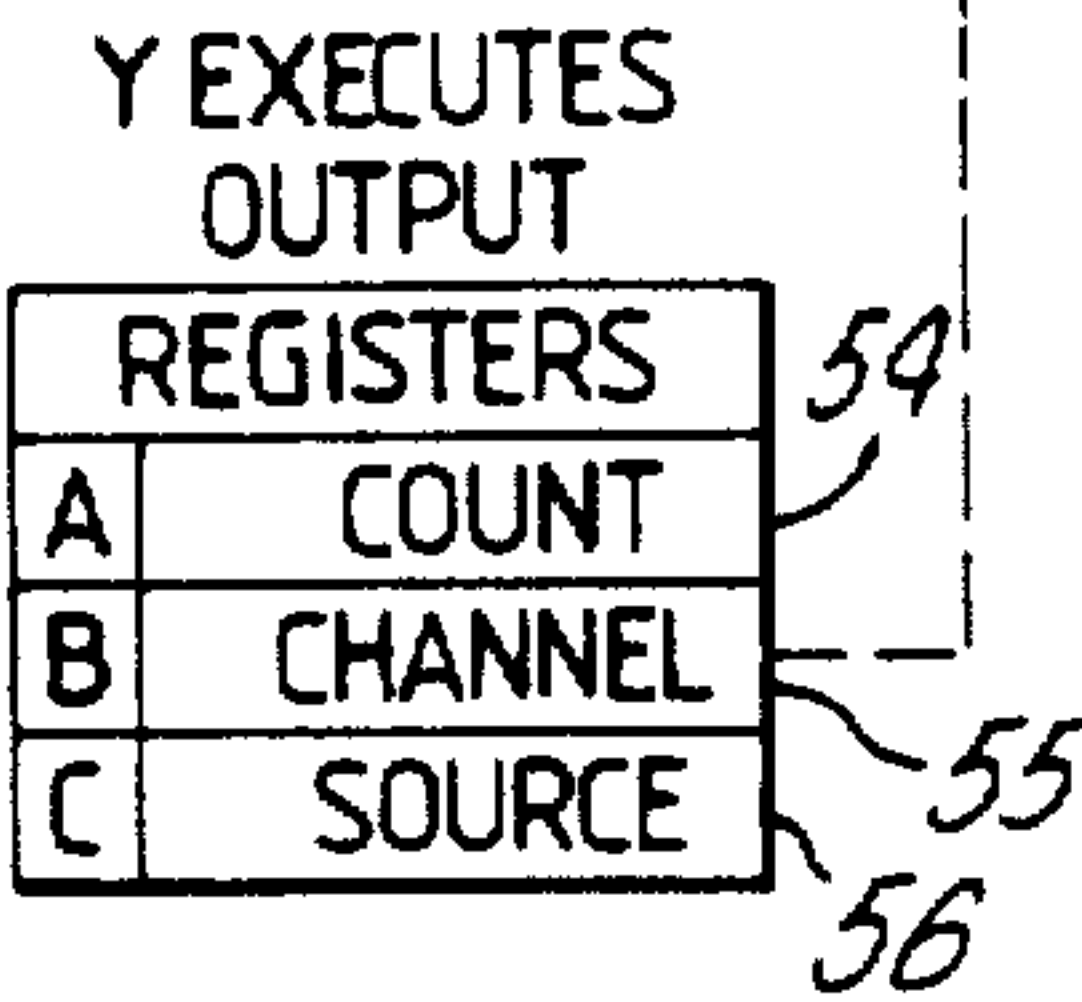 Y EXECUTES
OUTPUT
REGISTERS
54
A COUNT
B CHANNEL
55
C SOURCE
56